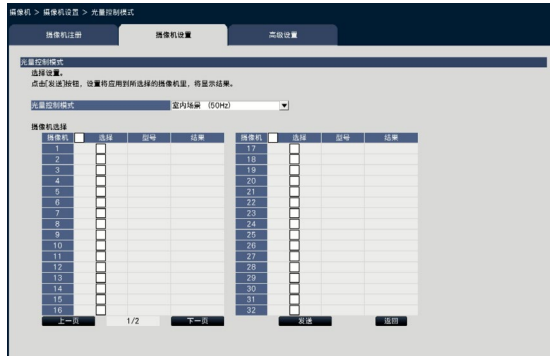 摄像机 > 摄像机设置 > 光量控制模式
摄像机注册 摄像机设置 高级设置
光量控制模式
选择设置。
点击[发送]按钮，设置将应用到所选择的摄像机里，将显示结果。
光量控制模式 室内场景 (50Hz)
摄像机选择
摄像机 选择 型号 结果 摄像机 选择 型号 结果
1 17
2 18
3 19
4 20
5 21
6 22
7 23
8 24
9 25
10 26
11 27
12 28
13 29
14 30
15 31
16 32
上一页 1/2 下一页 发送 返回